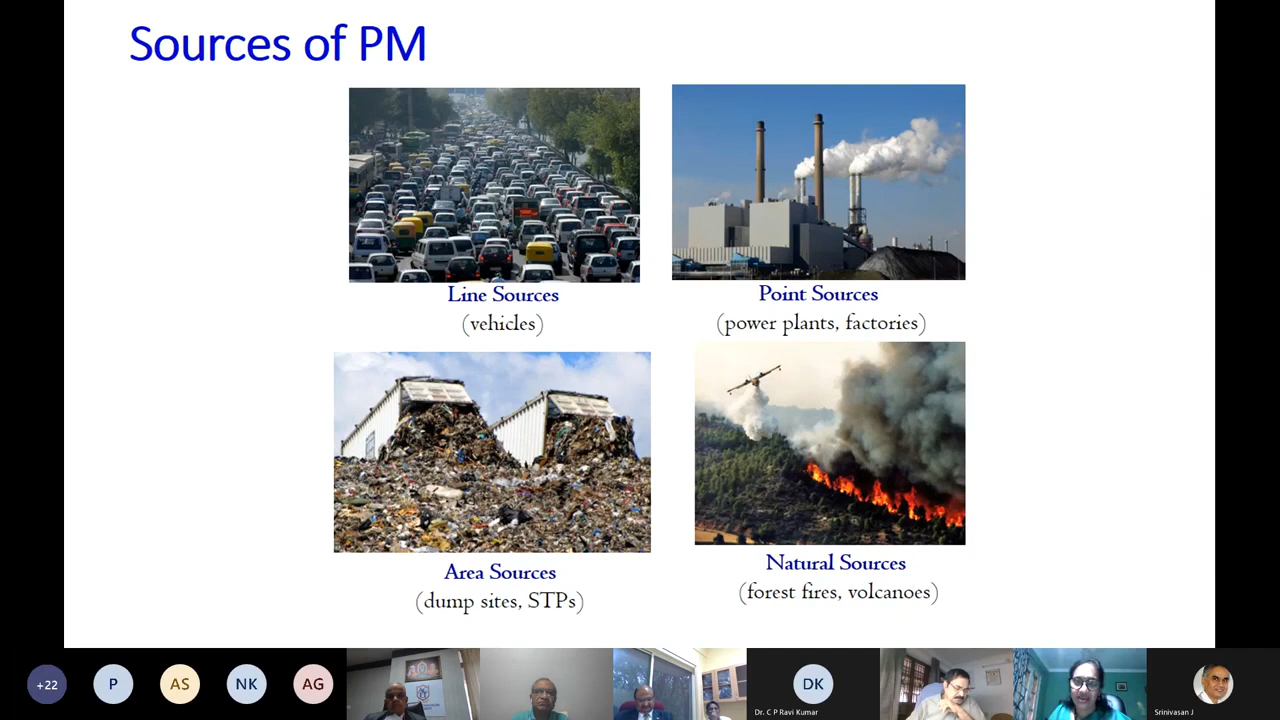 Sources of PM
Line Sources
(vehicles)
Point Sources
(power plants, factories)
Area Sources
(dump sites, STPs)
Natural Sources
(forest fires, volcanoes)
+22
P
AS
NK
AG
DK
Dr. C P Ravi Kumar
Srinivasan J